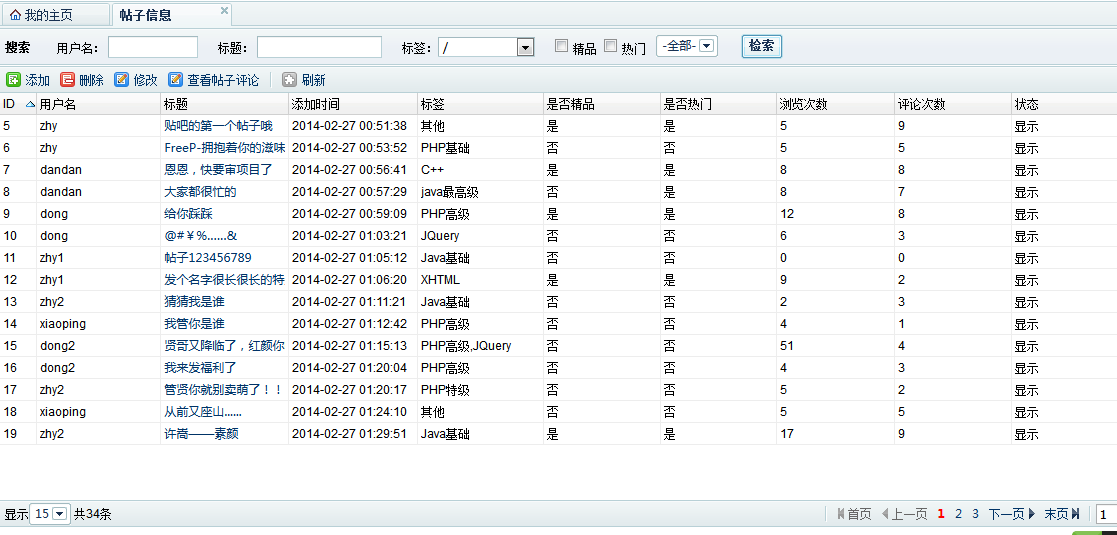 我的主页 帖子信息
搜索 用户名： 标题： 标签： / 精品 热门 -全部- 检索
添加 删除 修改 查看帖子评论 刷新
ID 用户名 标题 添加时间 标签 是否精品 是否热门 浏览次数 评论次数 状态
5 zhy 贴吧的第一个帖子哦 2014-02-27 00:51:38 其他 是 是 5 9 显示
6 zhy FreeP-拥抱着你的滋味 2014-02-27 00:53:52 PHP基础 否 否 5 5 显示
7 dandan 恩恩，快要审项目了 2014-02-27 00:56:41 C++ 是 是 8 8 显示
8 dandan 大家都很忙的 2014-02-27 00:57:29 java最高级 否 是 8 7 显示
9 dong 给你踩踩 2014-02-27 00:59:09 PHP高级 是 是 12 8 显示
10 dong @#￥%……& 2014-02-27 01:03:21 JQuery 否 否 6 3 显示
11 zhy1 帖子123456789 2014-02-27 01:05:12 Java基础 否 否 0 0 显示
12 zhy1 发个名字很长很长的特 2014-02-27 01:06:20 XHTML 是 是 9 2 显示
13 zhy2 猜猜我是谁 2014-02-27 01:11:21 Java基础 否 否 2 3 显示
14 xiaoping 我管你是谁 2014-02-27 01:12:42 PHP高级 否 否 4 1 显示
15 dong2 贤哥又降临了，红颜你 2014-02-27 01:15:13 PHP高级,JQuery 否 否 51 4 显示
16 dong2 我来发福利了 2014-02-27 01:20:04 PHP高级 否 否 4 3 显示
17 zhy2 管贤你就别卖萌了！！ 2014-02-27 01:20:17 PHP特级 否 否 5 2 显示
18 xiaoping 从前又座山…… 2014-02-27 01:24:10 其他 否 否 5 5 显示
19 zhy2 许嵩——素颜 2014-02-27 01:29:51 Java基础 是 是 17 9 显示
显示 15 共34条 首页 上一页 1 2 3 下一页 末页 1